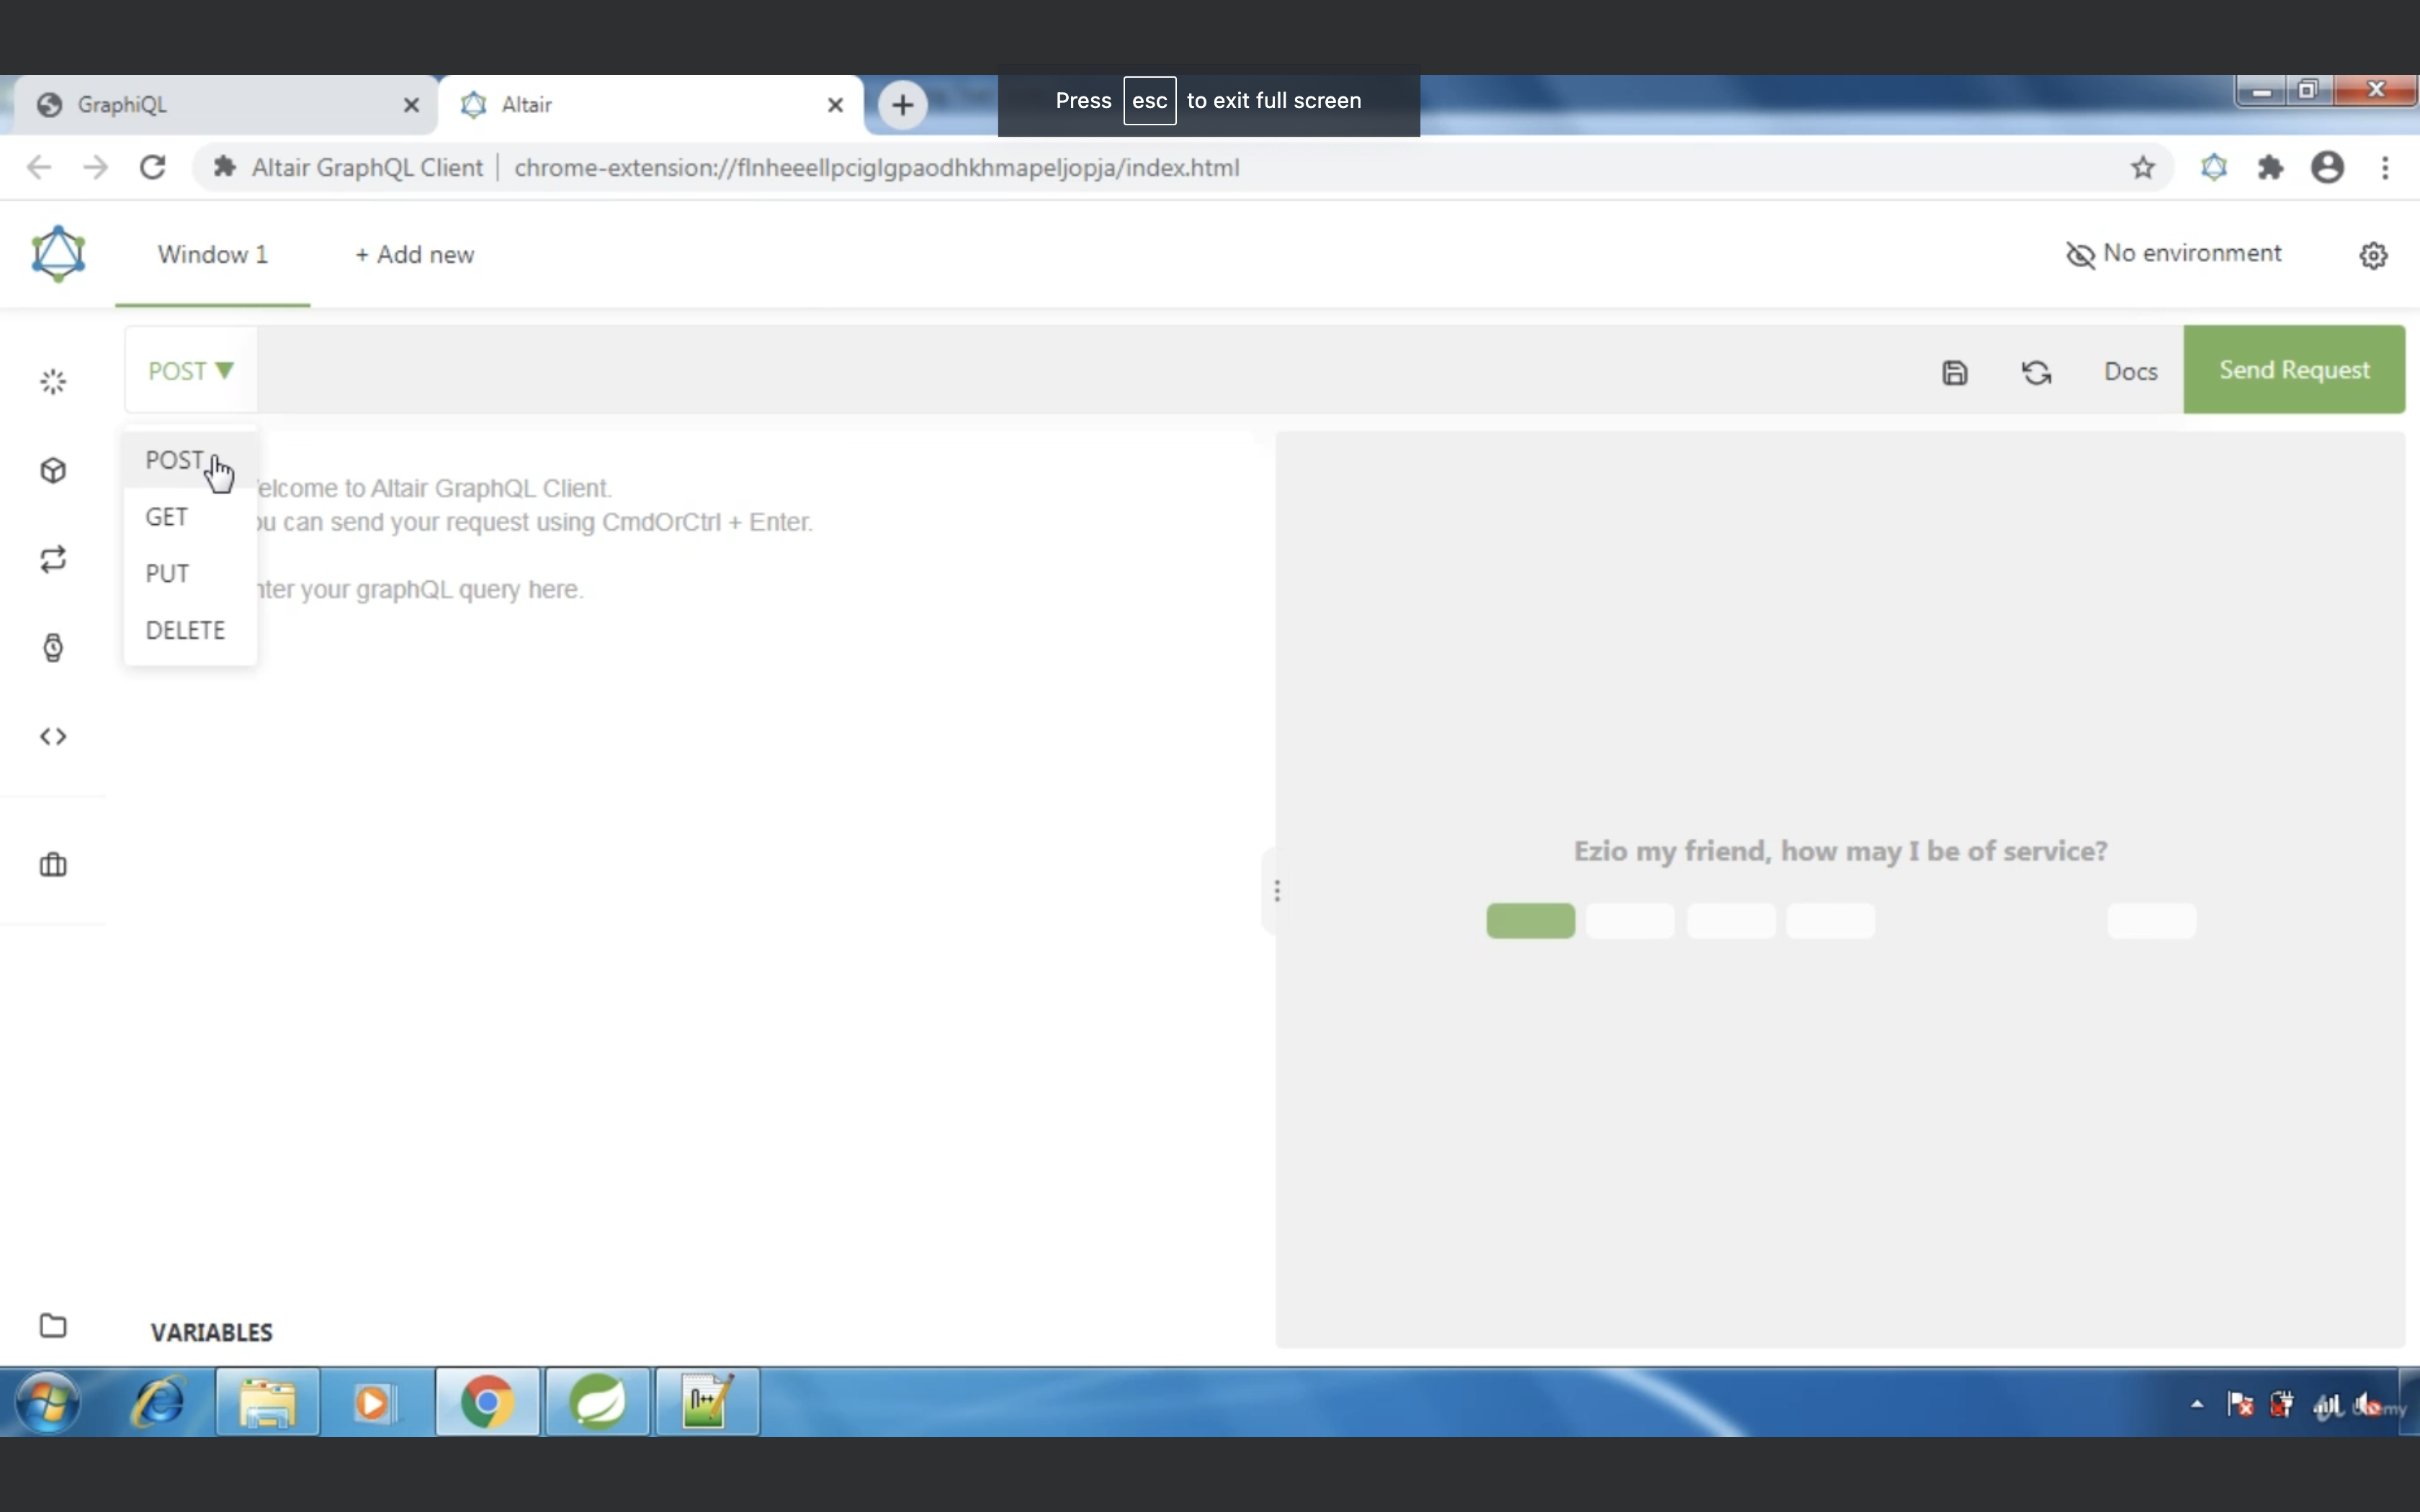 GraphiQL
Altair
Press esc to exit full screen
Altair GraphQL Client | chrome-extension://flnheeellpciglgpaodhkhmapeljopja/index.html
Window 1
+ Add new
No environment
POST
Docs
Send Request
POST
GET
PUT
DELETE
elcome to Altair GraphQL Client.
ou can send your request using CmdOrCtrl + Enter.
nter your graphQL query here.
Ezio my friend, how may I be of service?
VARIABLES